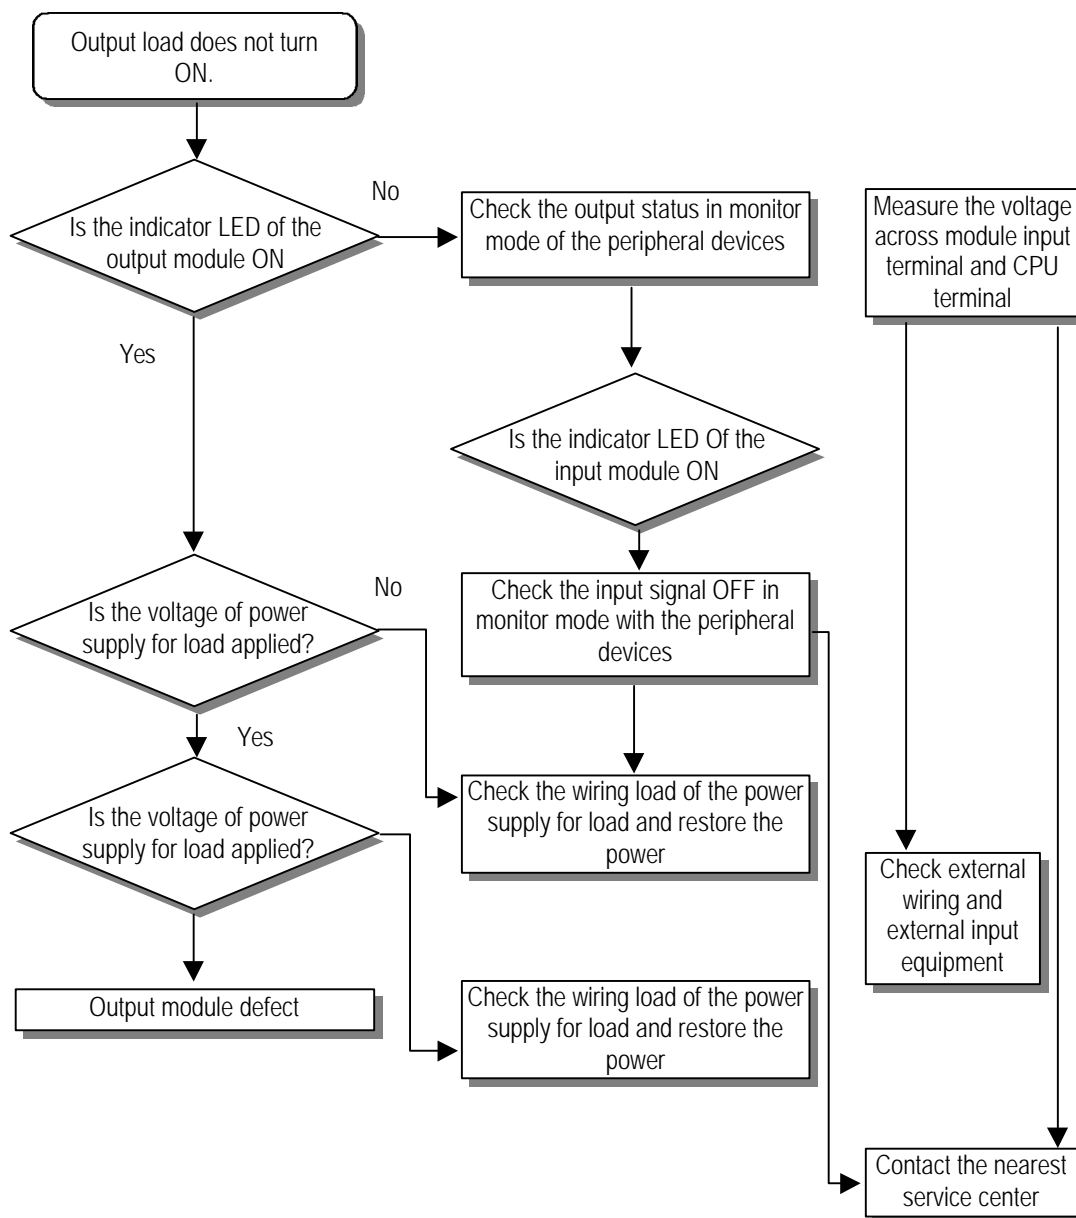 Output load does not turn
ON.
Is the indicator LED of the
output module ON
No
Check the output status in monitor
mode of the peripheral devices
Measure the voltage
across module input
terminal and CPU
terminal
Yes
Is the indicator LED Of the
input module ON
Is the voltage of power
supply for load applied?
No
Check the input signal OFF in
monitor mode with the peripheral
devices
Yes
Is the voltage of power
supply for load applied?
Check the wiring load of the power
supply for load and restore the
power
Check external
wiring and
external input
equipment
Output module defect
Check the wiring load of the power
supply for load and restore the
power
Contact the nearest
service center